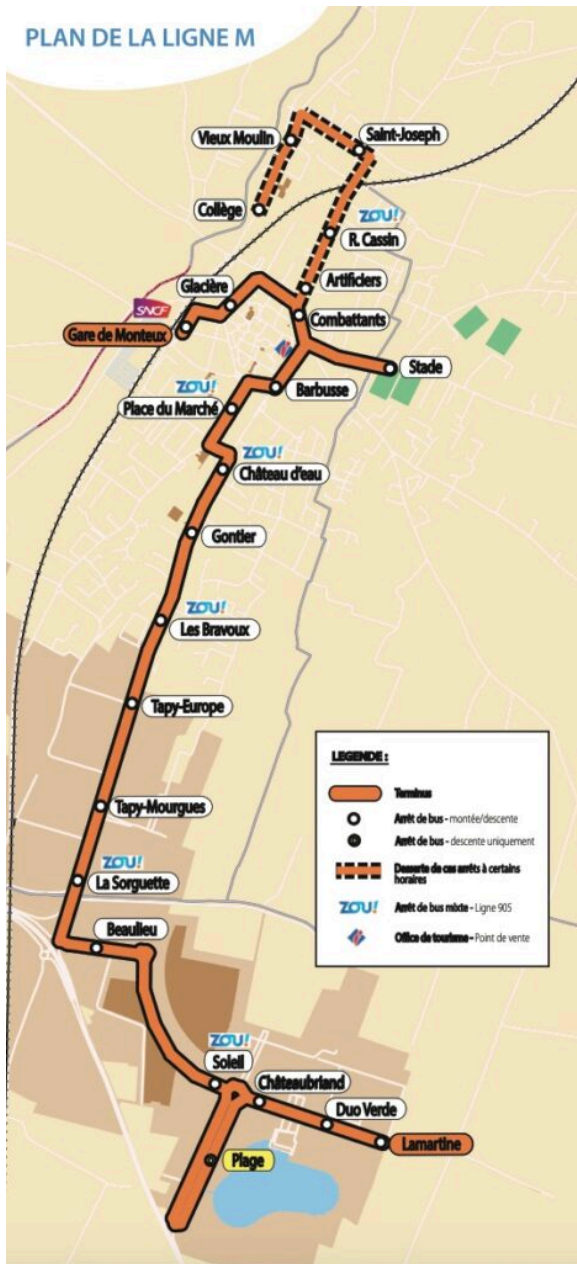 PLAN DE LA LIGNE M
Vieux Moulin
Saint-Joseph
Collège
ZOU!
R. Cassin
Glacière
Artificiers
SNCF
Combattants
Gare de Monteux
Stade
ZOU!
Barbusse
Place du Marché
ZOU!
Château d'eau
Gontier
ZOU!
Les Bravoux
Tapy-Europe
LEGENDE :
Terminus
Arrêt de bus - montée/descente
Arrêt de bus - descente uniquement
Desserte de ces arrêts à certains
horaires
ZOU! Arrêt de bus mixte - Ligne 905
Office de tourisme - Point de vente
Tapy-Mourgues
ZOU!
La Sorguette
Beaulieu
ZOU!
Soleil
Châteaubriand
Duo Verde
Lamartine
Plage